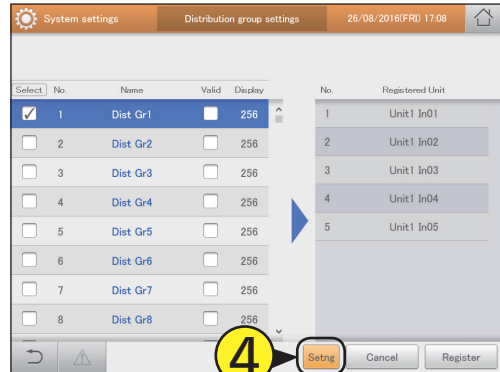 System settings Distribution group settings 26/08/2016(FRI) 17:08
Select No. Name Valid Display No. Registered Unit
1 Dist Gr1 256 1 Unit1 In01
2 Dist Gr2 256 2 Unit1 In02
3 Dist Gr3 256 3 Unit1 In03
4 Dist Gr4 256 4 Unit1 In04
5 Dist Gr5 256 5 Unit1 In05
6 Dist Gr6 256
7 Dist Gr7 256
8 Dist Gr8 256
4 Setng Cancel Register